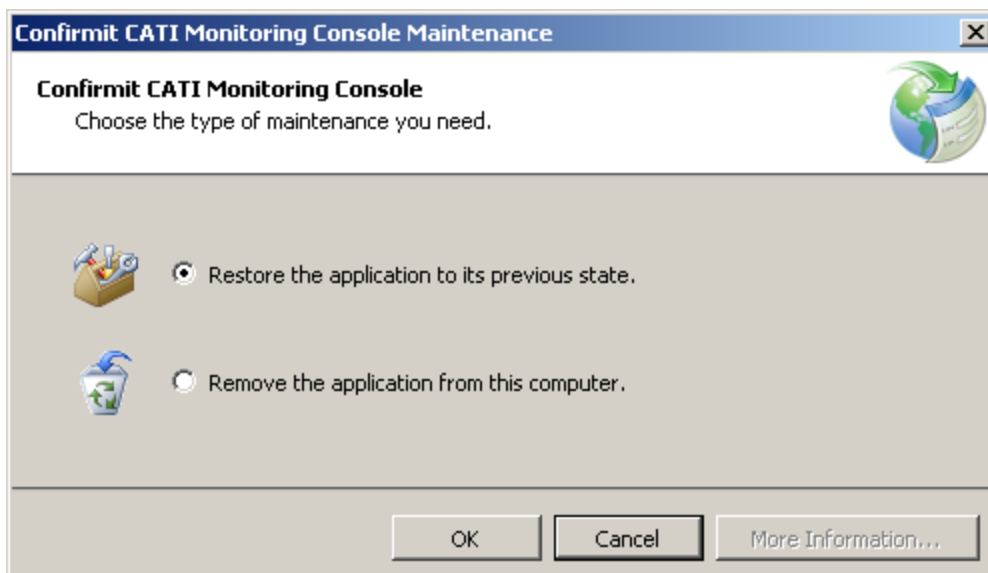 Confirmit CATI Monitoring Console Maintenance
Confirmit CATI Monitoring Console
Choose the type of maintenance you need.
Restore the application to its previous state.
Remove the application from this computer.
OK Cancel More Information...